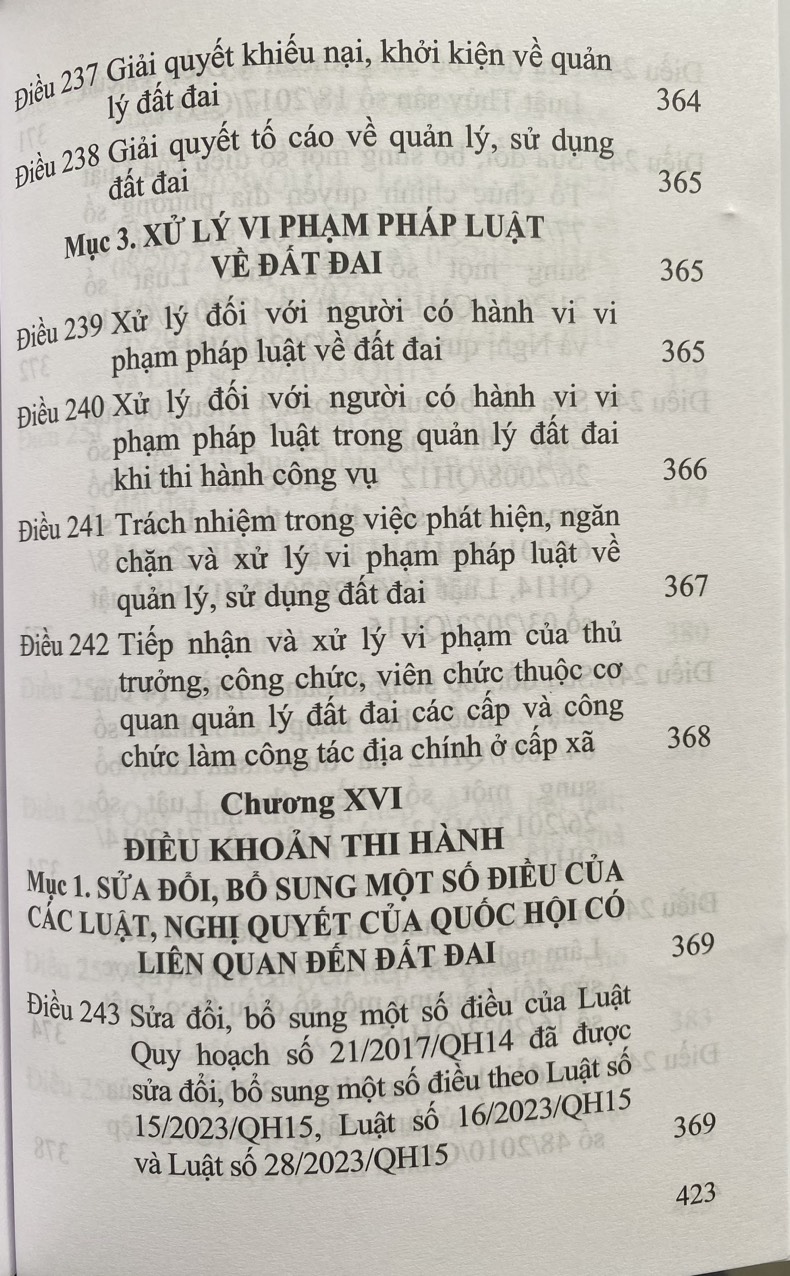 Điều 237 Giải quyết khiếu nại, khởi kiện về quản
lý đất đai 364
Điều 238 Giải quyết tố cáo về quản lý, sử dụng
đất đai 365
Mục 3. XỬ LÝ VI PHẠM PHÁP LUẬT
VỀ ĐẤT ĐAI 365
Điều 239 Xử lý đối với người có hành vi vi
phạm pháp luật về đất đai 365
Điều 240 Xử lý đối với người có hành vi vi
phạm pháp luật trong quản lý đất đai
khi thi hành công vụ 366
Điều 241 Trách nhiệm trong việc phát hiện, ngăn
chặn và xử lý vi phạm pháp luật về
quản lý, sử dụng đất đai 367
Điều 242 Tiếp nhận và xử lý vi phạm của thủ
trưởng, công chức, viên chức thuộc cơ
quan quản lý đất đai các cấp và công
chức làm công tác địa chính ở cấp xã 368
Chương XVI
ĐIỀU KHOẢN THI HÀNH
Mục 1. SỬA ĐỔI, BỔ SUNG MỘT SỐ ĐIỀU CỦA
CÁC LUẬT, NGHỊ QUYẾT CỦA QUỐC HỘI CÓ
LIÊN QUAN ĐẾN ĐẤT ĐAI 369
Điều 243 Sửa đổi, bổ sung một số điều của Luật
Quy hoạch số 21/2017/QH14 đã được
sửa đổi, bổ sung một số điều theo Luật số
15/2023/QH15, Luật số 16/2023/QH15
và Luật số 28/2023/QH15 369
423